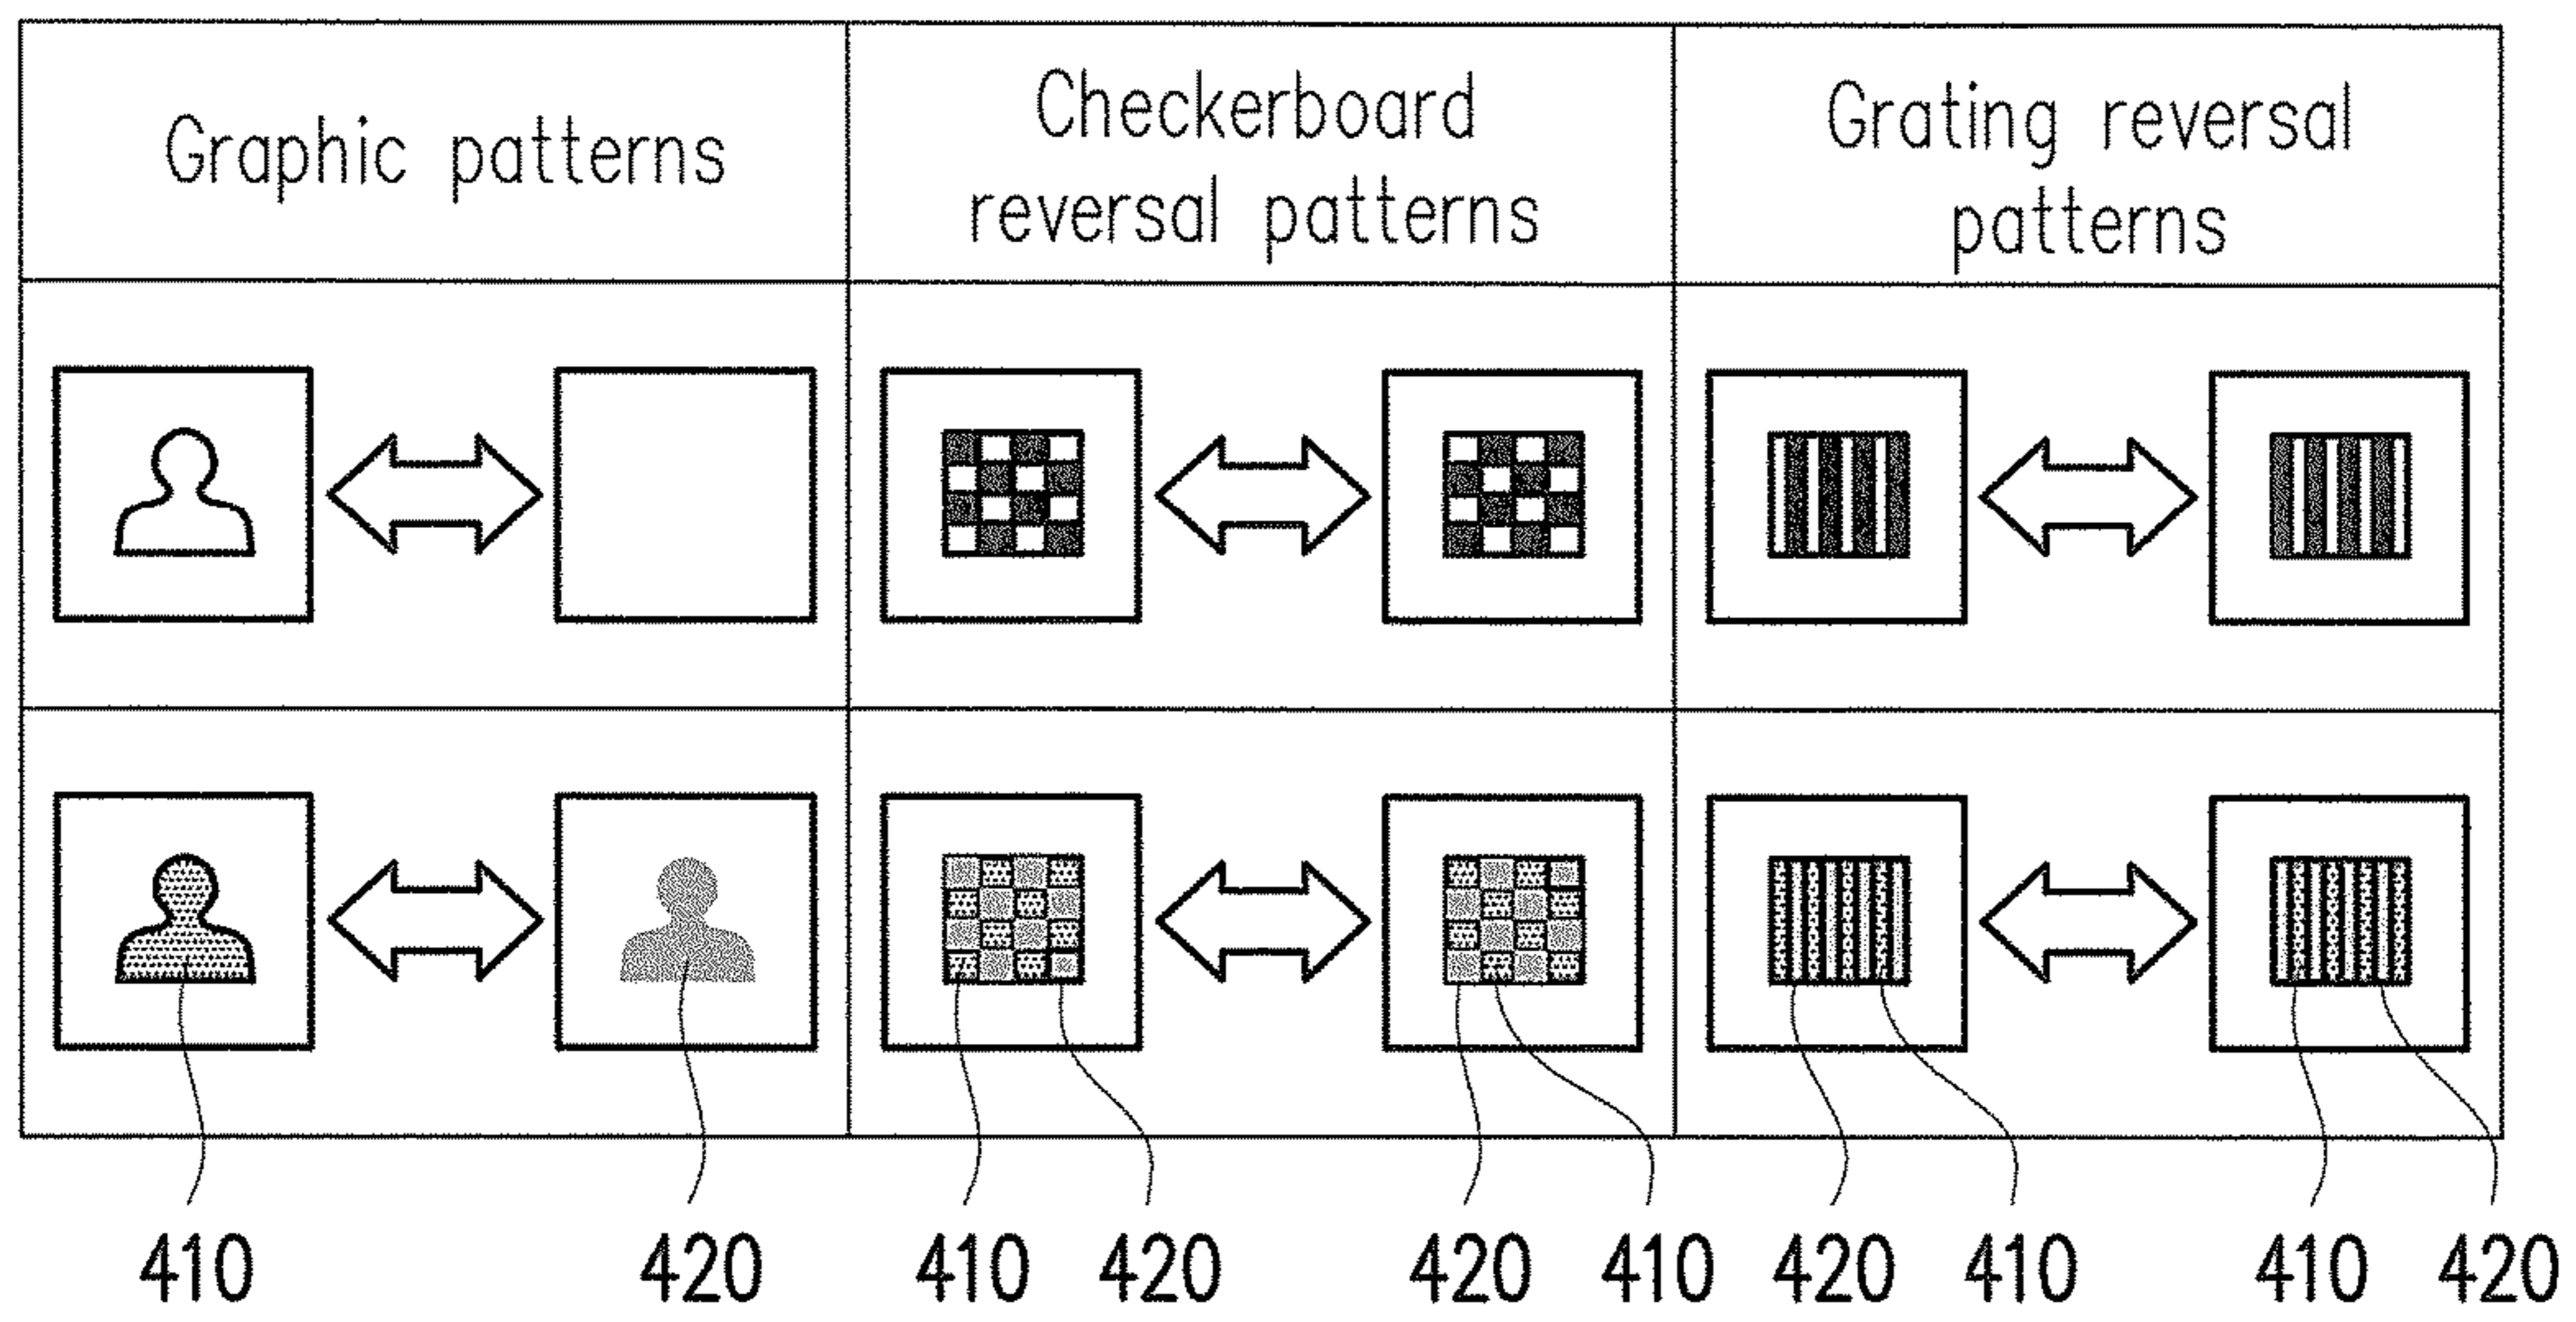 Graphic patterns
Checkerboard
reversal patterns
Grating reversal
patterns
410 420 410 420 420 410 420 410 410 420